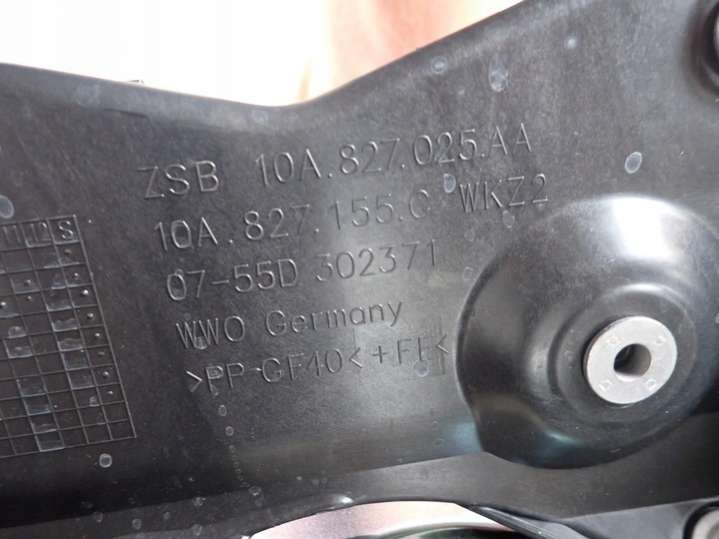 ZSB 10A.827.025.AA
10A.827.155.C WKZ2
07-55D 302371
WWO Germany
>PP-GF40<+FE<
S